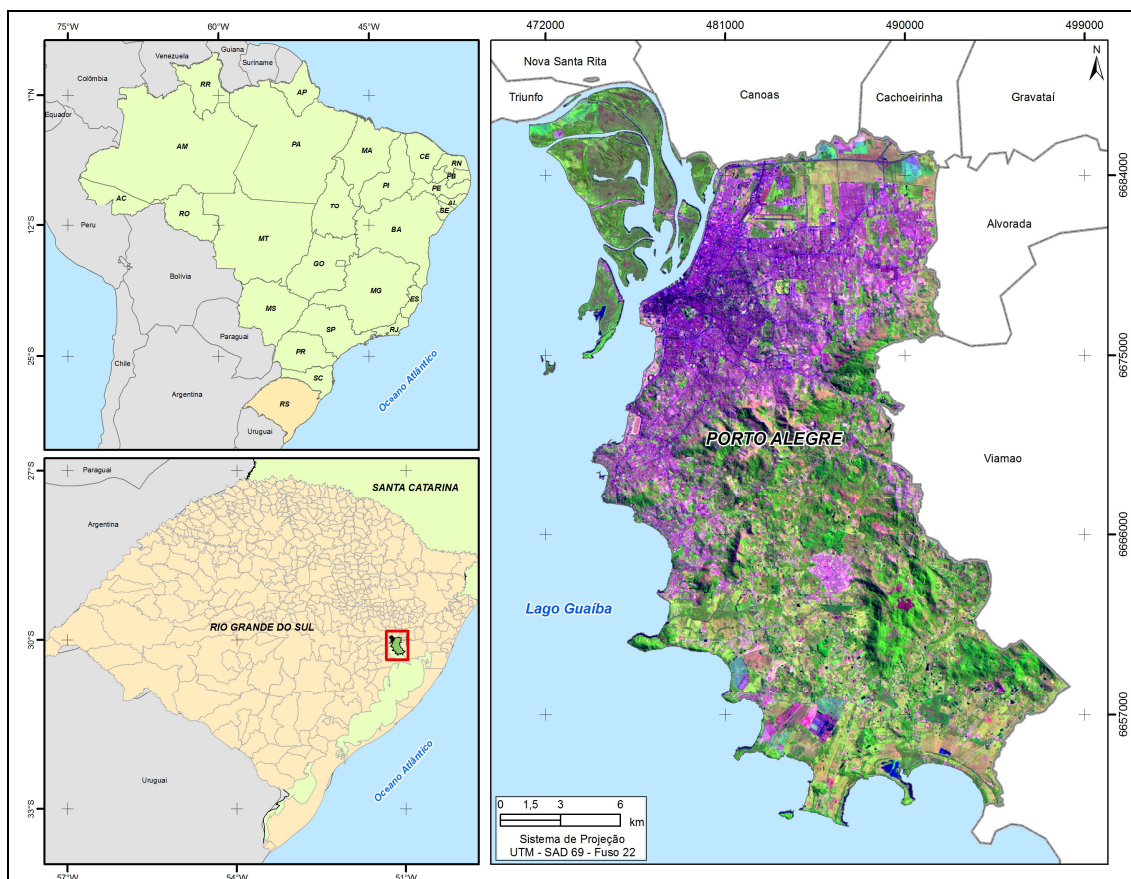 75°W
60°W
45°W
1°N
12°S
25°S
Venezuela
Guiana
Suriname
Colômbia
Equador
Peru
Bolívia
Paraguai
Chile
Argentina
Uruguai
RR
AP
AM
PA
MA
CE
RN
PB
PE
AL
SE
PI
AC
RO
TO
BA
MT
GO
MG
ES
MS
SP
RJ
PR
SC
RS
Oceano Atlântico
27°S
30°S
33°S
57°W
54°W
51°W
Paraguai
Argentina
SANTA CATARINA
RIO GRANDE DO SUL
Uruguai
Oceano Atlântico
472000
481000
490000
499000
N
Nova Santa Rita
Triunfo
Canoas
Cachoeirinha
Gravataí
6684000
Alvorada
6675000
PORTO ALEGRE
Viamao
6666000
Lago Guaíba
6657000
0 1,5 3 6
km
Sistema de Projeção
UTM - SAD 69 - Fuso 22